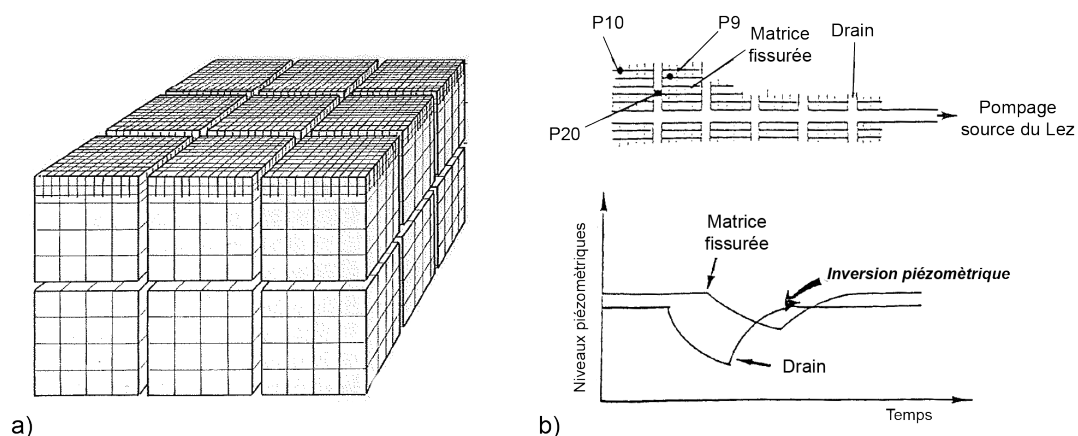 P10
P9
Matrice
fissurée
Drain
P20
Pompage
source du Lez
Niveaux piézométriques
Matrice
fissurée
Inversion piézomètrique
Drain
Temps
a)
b)